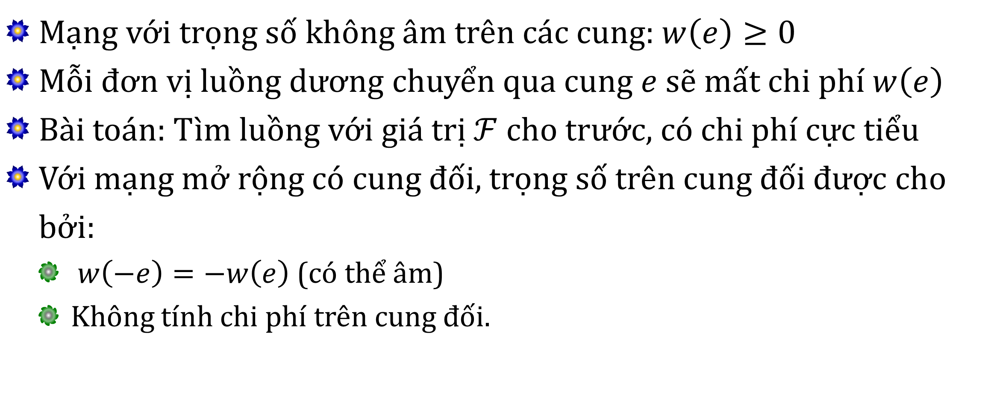 Mạng với trọng số không âm trên các cung: w(e) ≥ 0
Mỗi đơn vị luồng dương chuyển qua cung e sẽ mất chi phí w(e)
Bài toán: Tìm luồng với giá trị ℱ cho trước, có chi phí cực tiểu
Với mạng mở rộng có cung đối, trọng số trên cung đối được cho
bởi:
w(−e) = −w(e) (có thể âm)
Không tính chi phí trên cung đối.